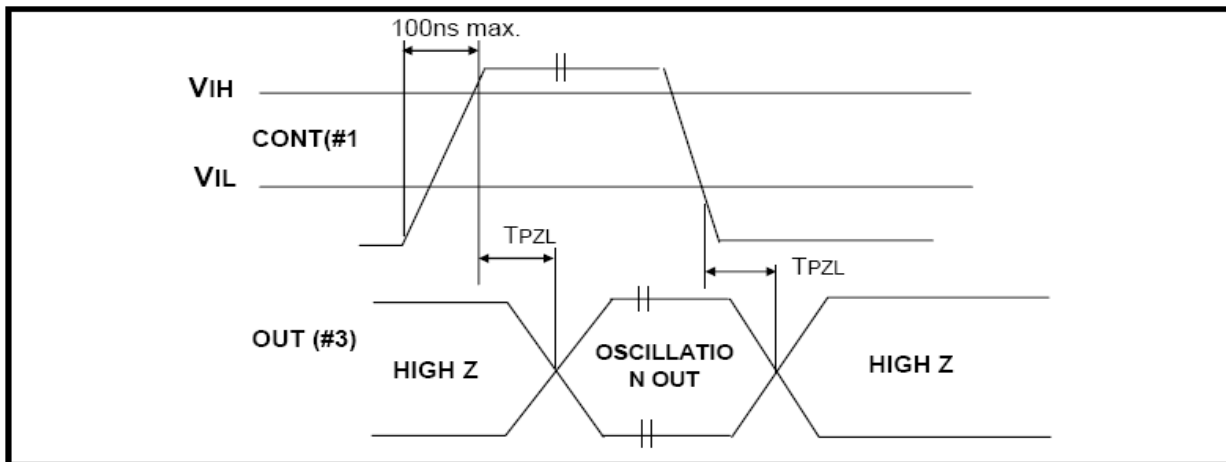 100ns max.
VIH
CONT(#1
VIL
TPZL
TPZL
OUT (#3)
HIGH Z
OSCILLATIO
N OUT
HIGH Z